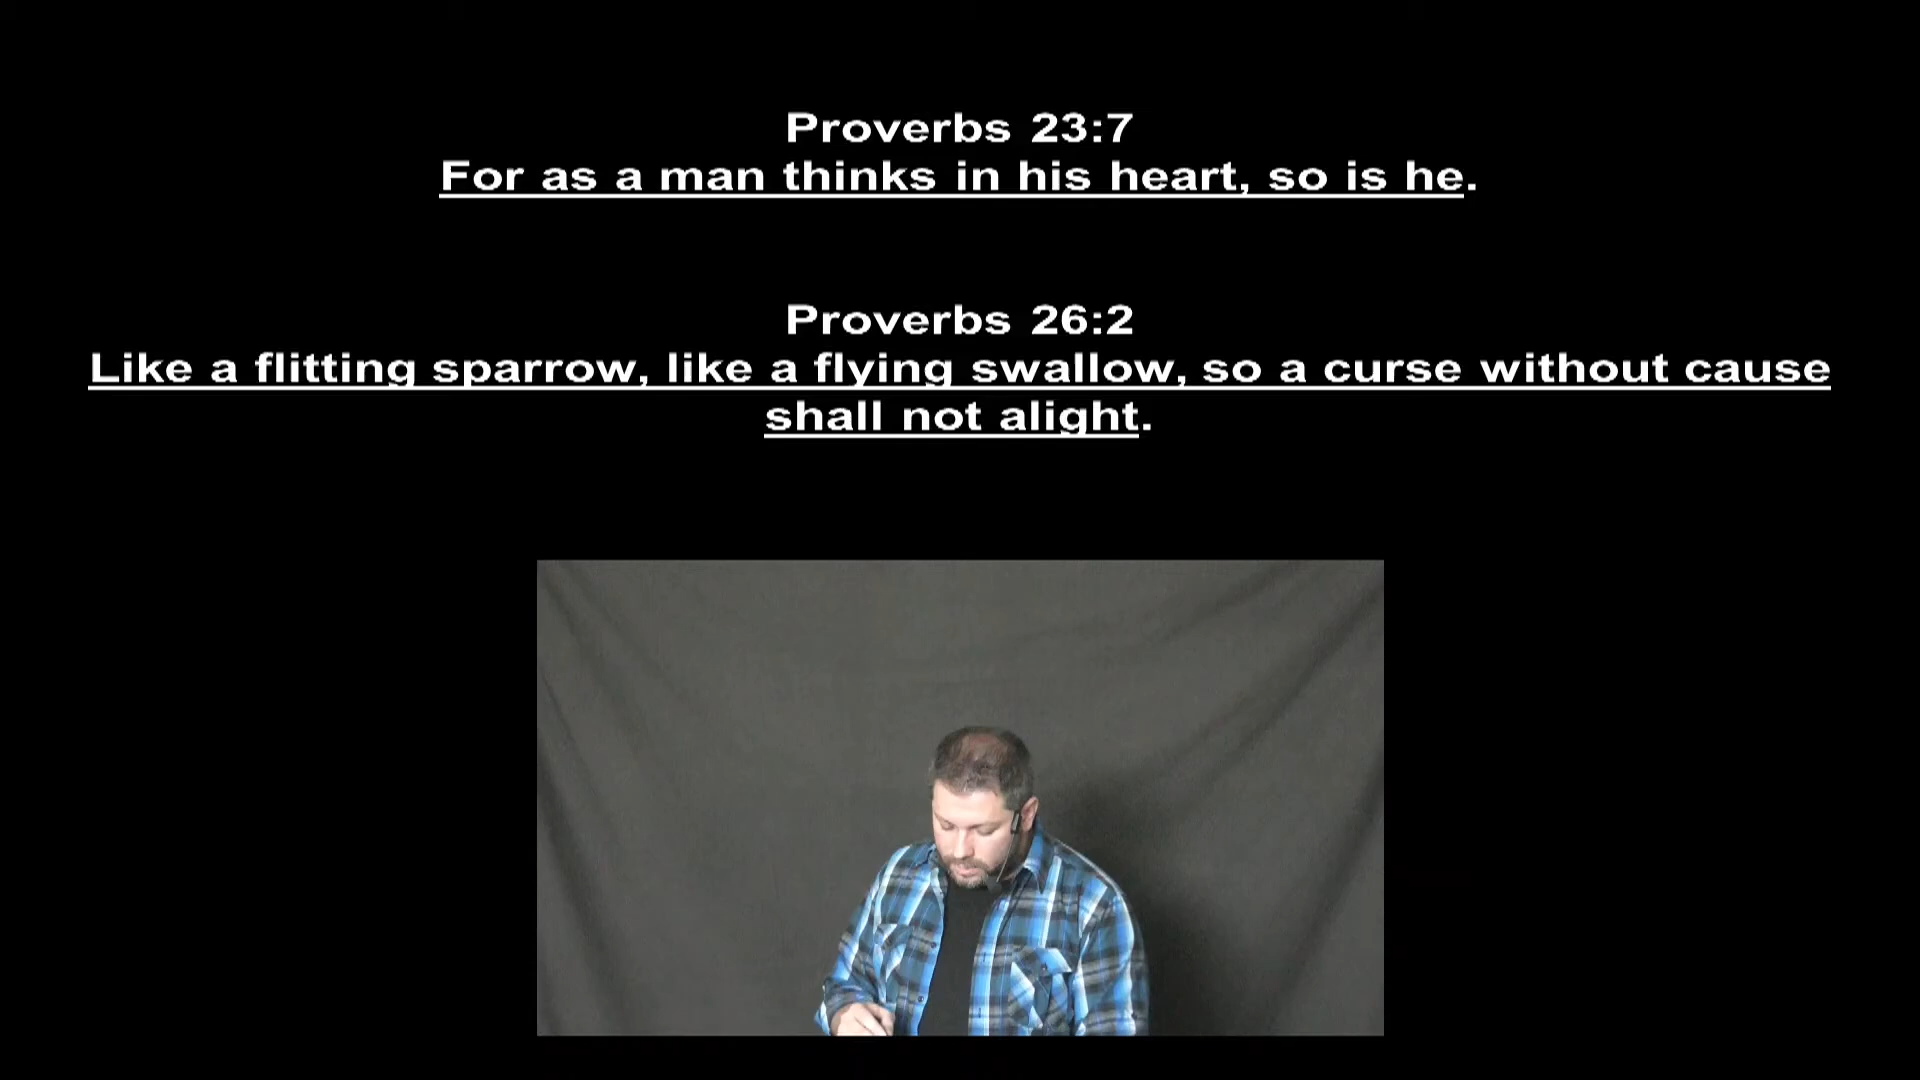 Proverbs 23:7
For as a man thinks in his heart, so is he.
Proverbs 26:2
Like a flitting sparrow, like a flying swallow, so a curse without cause
shall not alight.